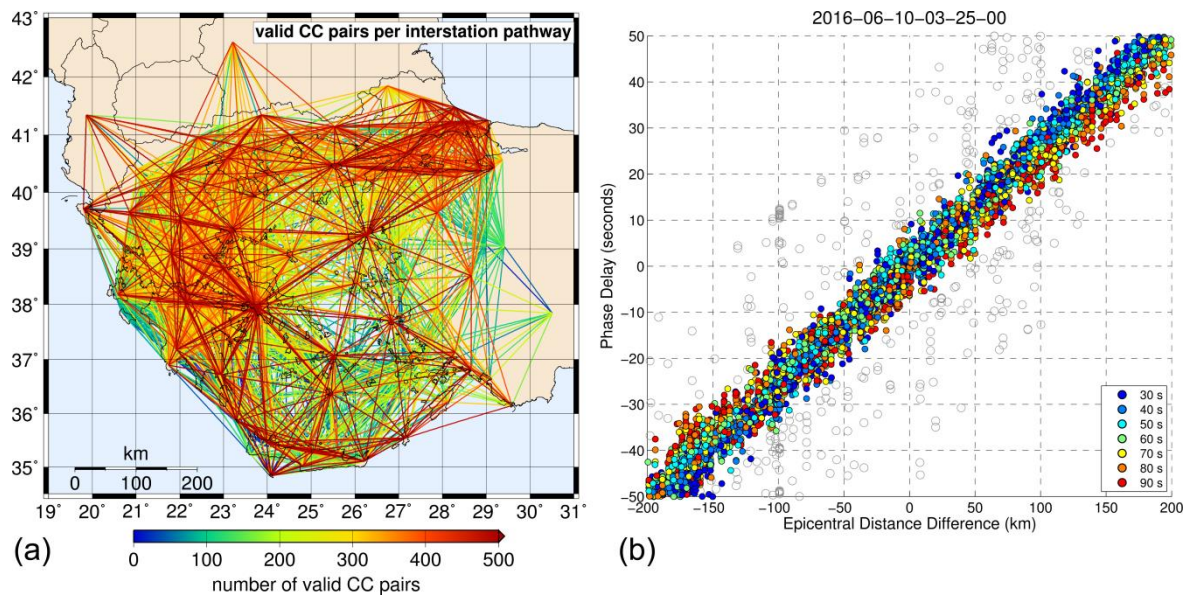 valid CC pairs per interstation pathway
43°
42°
41°
40°
39°
38°
37°
36°
35°
km
0 100 200
19° 20° 21° 22° 23° 24° 25° 26° 27° 28° 29° 30° 31°
0 100 200 300 400 500
number of valid CC pairs
(a)
2016-06-10-03-25-00
50
40
30
20
10
0
-10
-20
-30
-40
-50
Phase Delay (seconds)
30 s
40 s
50 s
60 s
70 s
80 s
90 s
-200 -150 -100 -50 0 50 100 150 200
Epicentral Distance Difference (km)
(b)